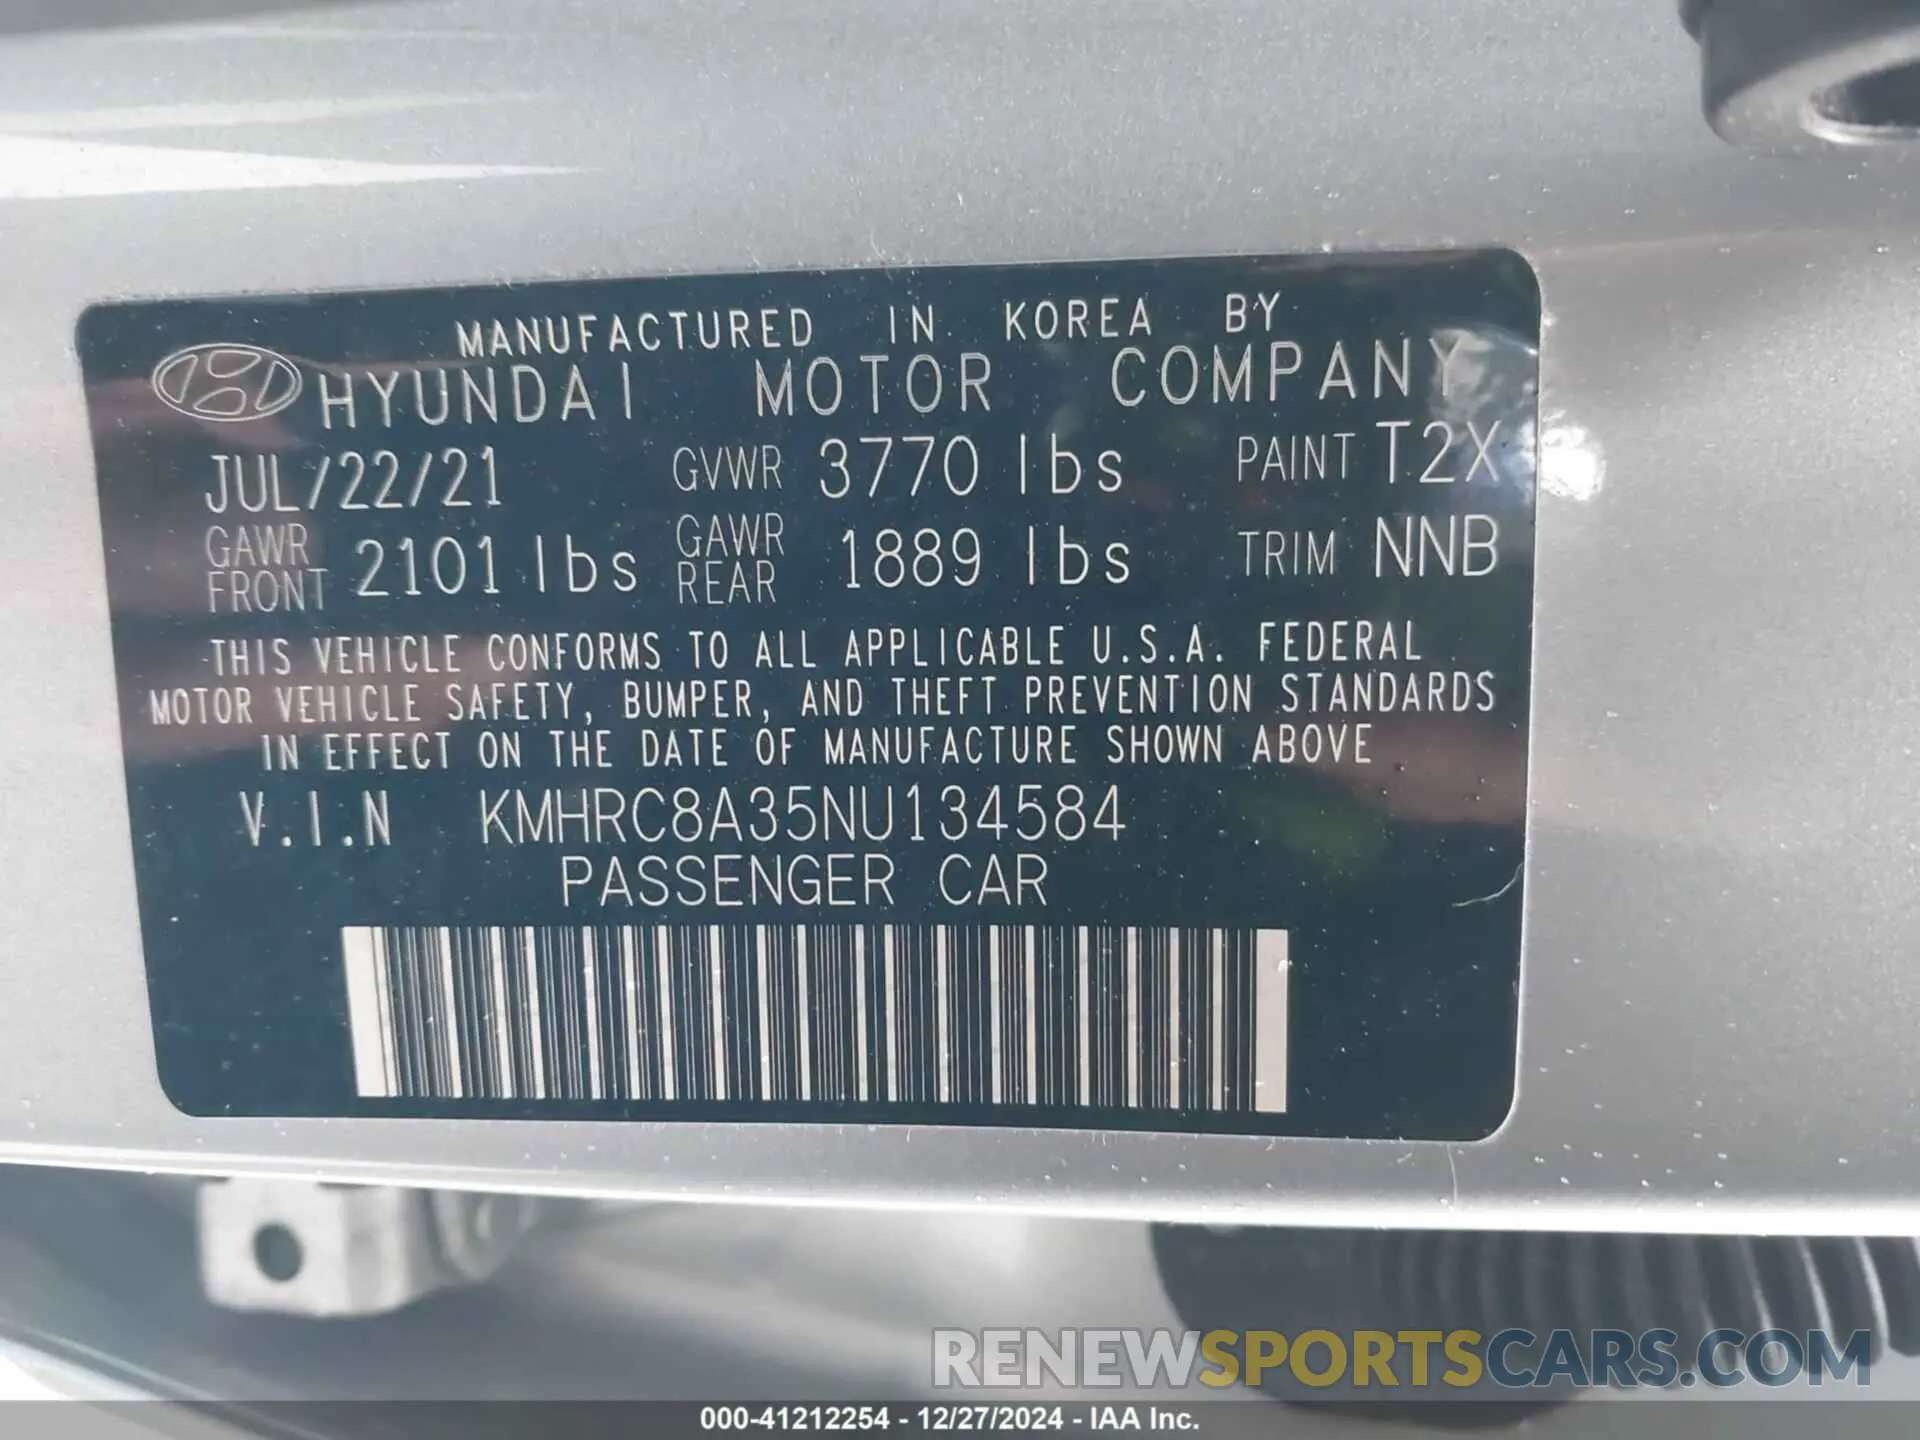 MANUFACTURED IN KOREA BY
HYUNDAI MOTOR COMPANY
JUL/22/21 GVWR 3770 lbs PAINT T2X
GAWR FRONT 2101 lbs GAWR REAR 1889 lbs TRIM NNB
THIS VEHICLE CONFORMS TO ALL APPLICABLE U.S.A. FEDERAL
MOTOR VEHICLE SAFETY, BUMPER, AND THEFT PREVENTION STANDARDS
IN EFFECT ON THE DATE OF MANUFACTURE SHOWN ABOVE
V.I.N KMHRC8A35NU134584
PASSENGER CAR
RENEWSPORTSCARS.COM
000-41212254 - 12/27/2024 - IAA Inc.